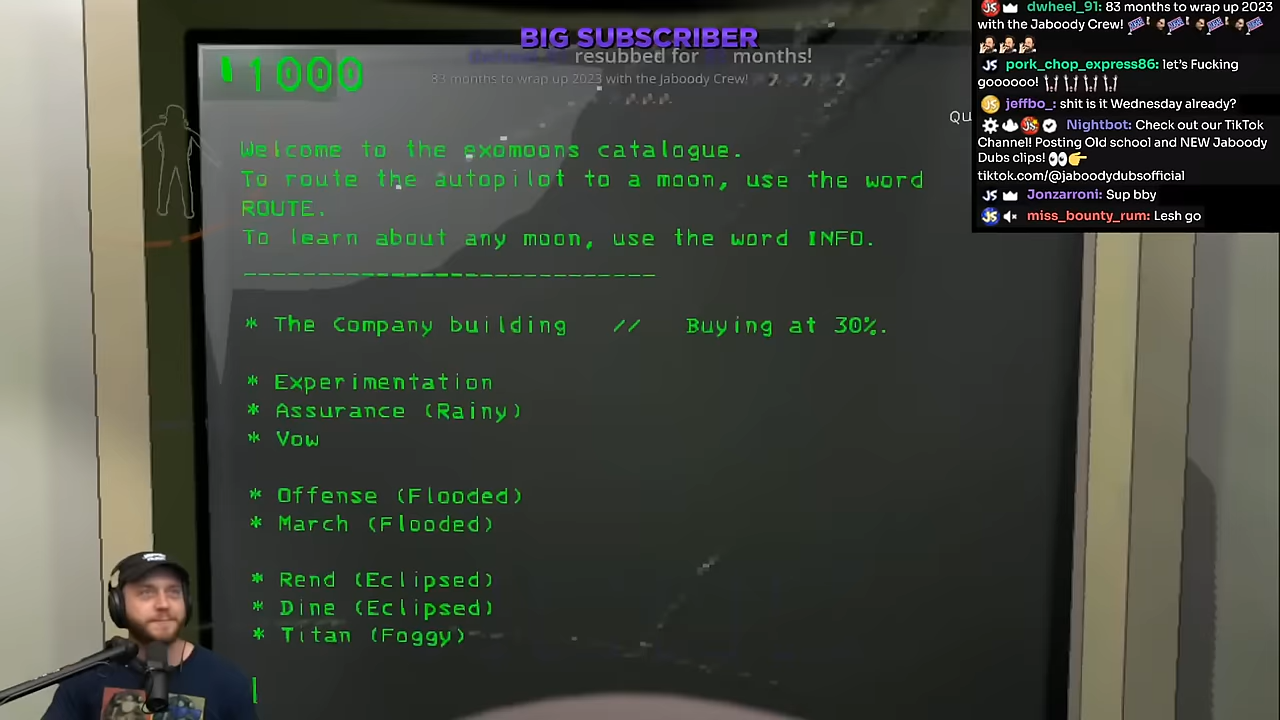 BIG SUBSCRIBER
resubbed for months!
83 months to wrap up 2023 with the Jaboody Crew!
1000
Qu
Welcome to the exomoons catalogue.
To route the autopilot to a moon, use the word
ROUTE.
To learn about any moon, use the word INFO.
----------------------------
* The Company building // Buying at 30%.
* Experimentation
* Assurance (Rainy)
* Vow
* Offense (Flooded)
* March (Flooded)
* Rend (Eclipsed)
* Dine (Eclipsed)
* Titan (Foggy)
dwheel_91: 83 months to wrap up 2023
with the Jaboody Crew!
pork_chop_express86: let's Fucking
goooooo!
jeffbo_: shit is it Wednesday already?
Nightbot: Check out our TikTok
Channel! Posting Old school and NEW Jaboody
Dubs clips!
tiktok.com/@jaboodydubsofficial
Jonzarroni: Sup bby
miss_bounty_rum: Lesh go